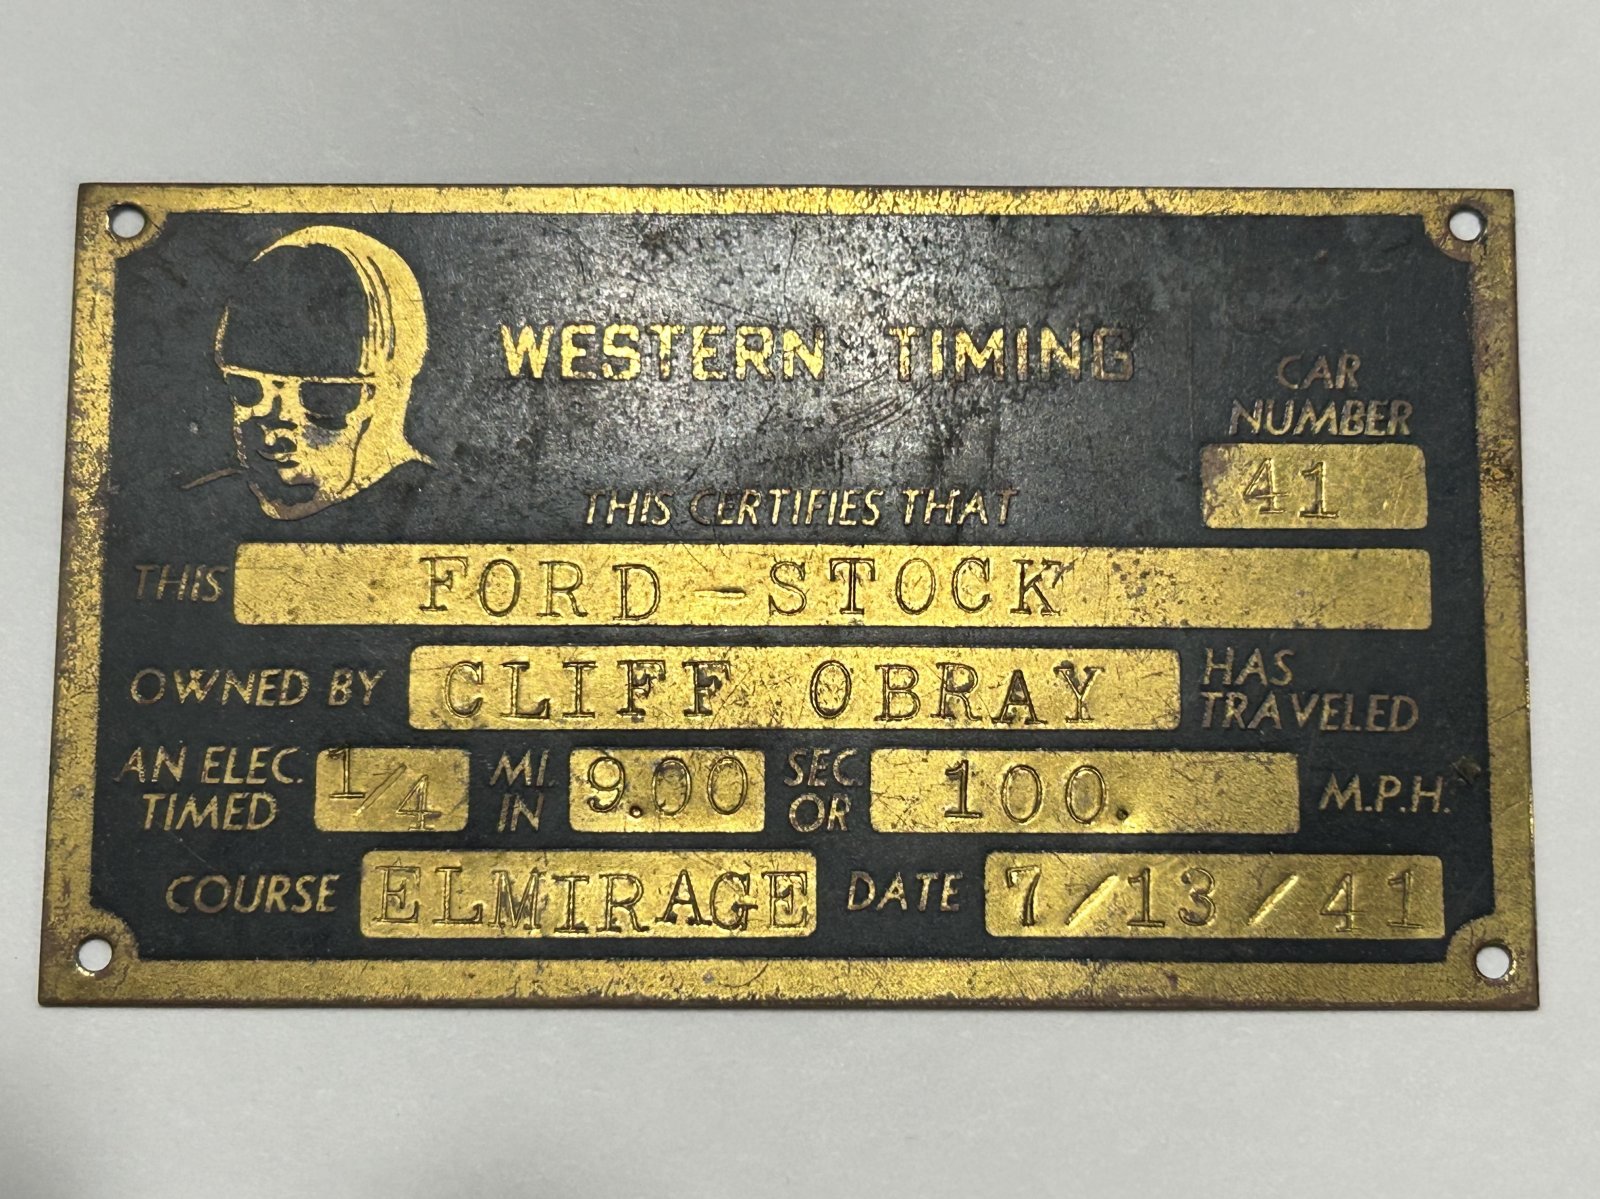 WESTERN TIMING
CAR
NUMBER
41
THIS CERTIFIES THAT
THIS FORD-STOCK
OWNED BY CLIFF OBRAY HAS
TRAVELED
AN ELEC.
TIMED 1/4 MI.
IN 9.00 SEC.
OR 100. M.P.H.
COURSE ELMIRAGE DATE 7/13/41